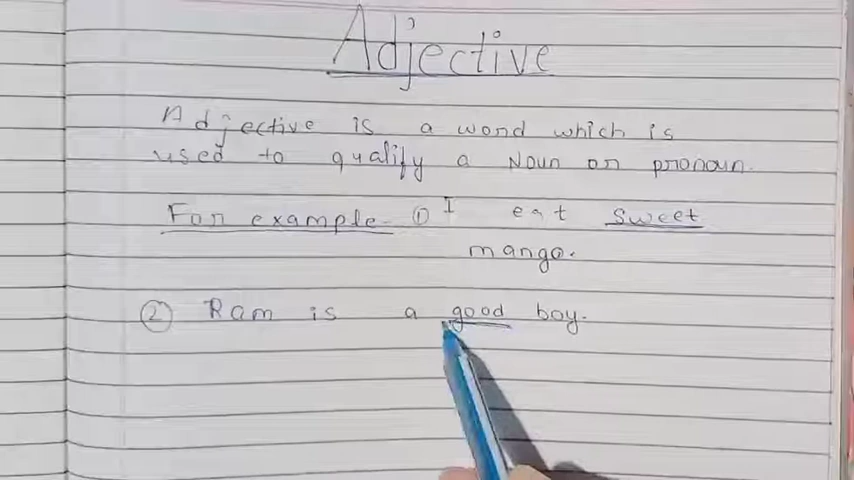 Adjective
Adjective is a word which is
used to qualify a Noun or pronoun.
For example- ① I eat Sweet
mango.
② Ram is a good boy.